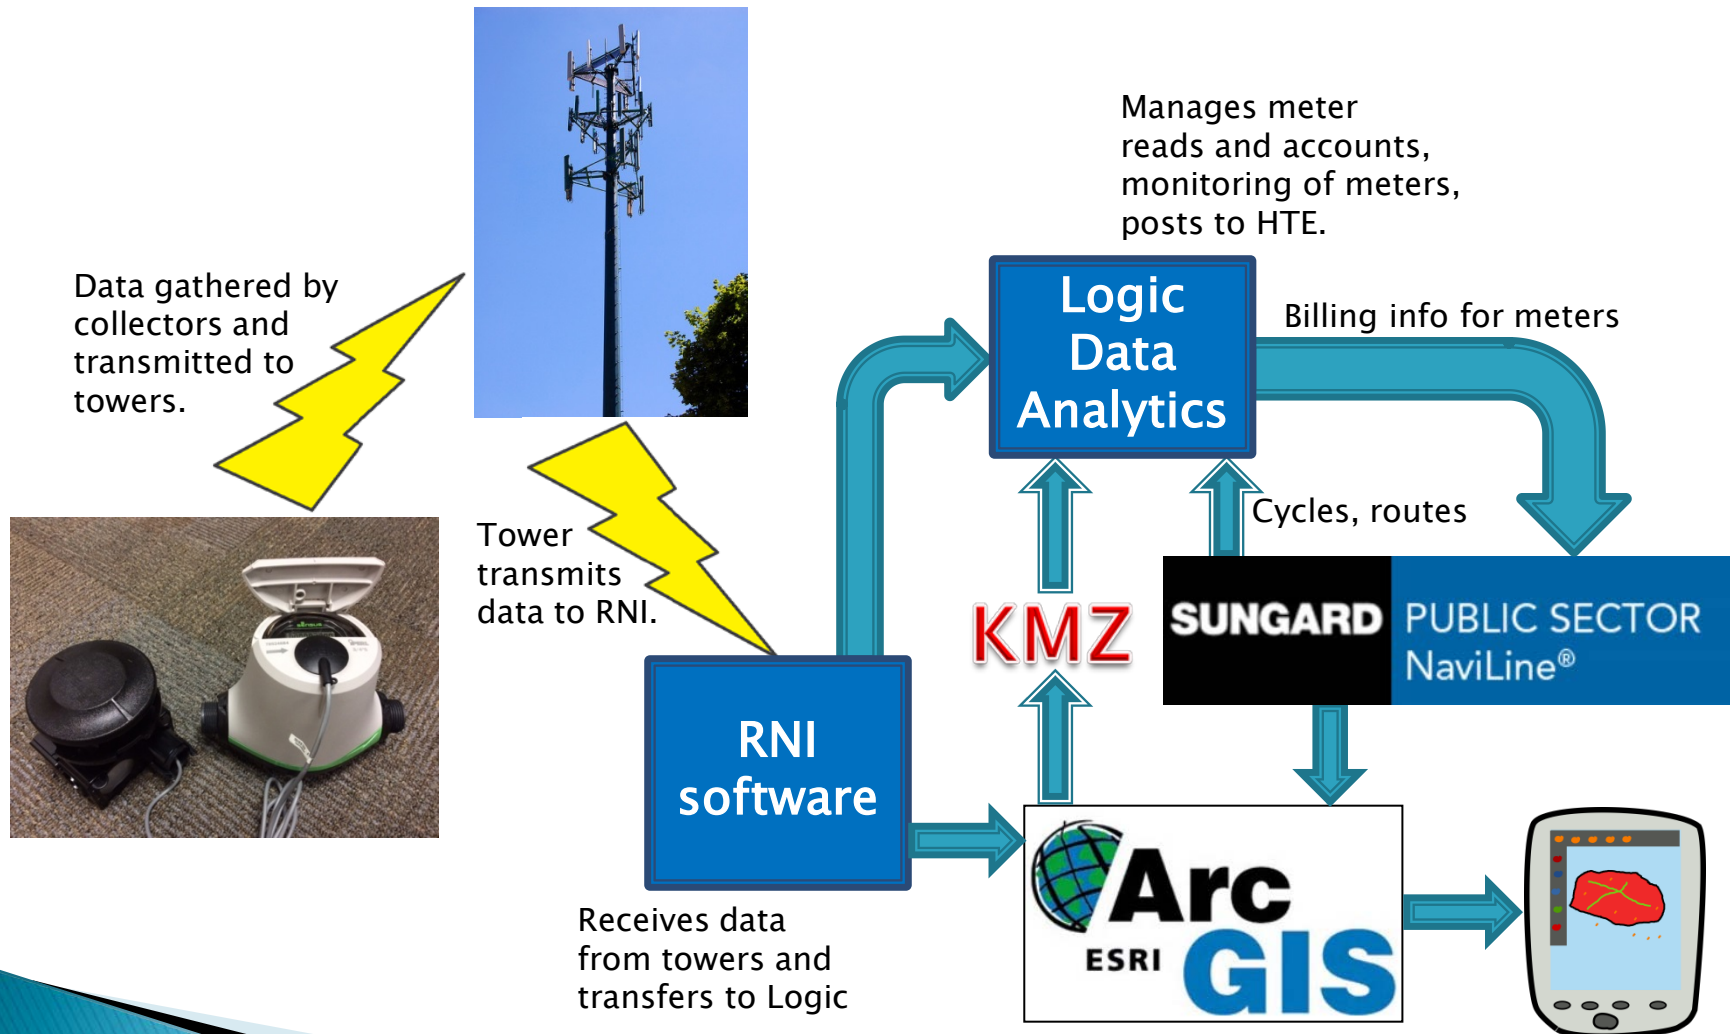 Data gathered by
collectors and
transmitted to
towers.
Tower
transmits
data to RNI.
RNI
software
Receives data
from towers and
transfers to Logic
Manages meter
reads and accounts,
monitoring of meters,
posts to HTE.
Logic
Data
Analytics
Billing info for meters
Cycles, routes
KMZ
SUNGARD
PUBLIC SECTOR
NaviLine®
Arc
ESRI
GIS